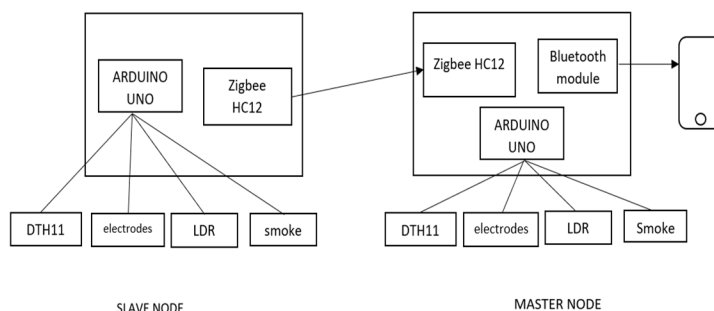 ARDUINO
UNO
Zigbee
HC12
DTH11
electrodes
LDR
smoke
SLAVE NODE
Zigbee HC12
Bluetooth
module
ARDUINO
UNO
DTH11
electrodes
LDR
Smoke
MASTER NODE